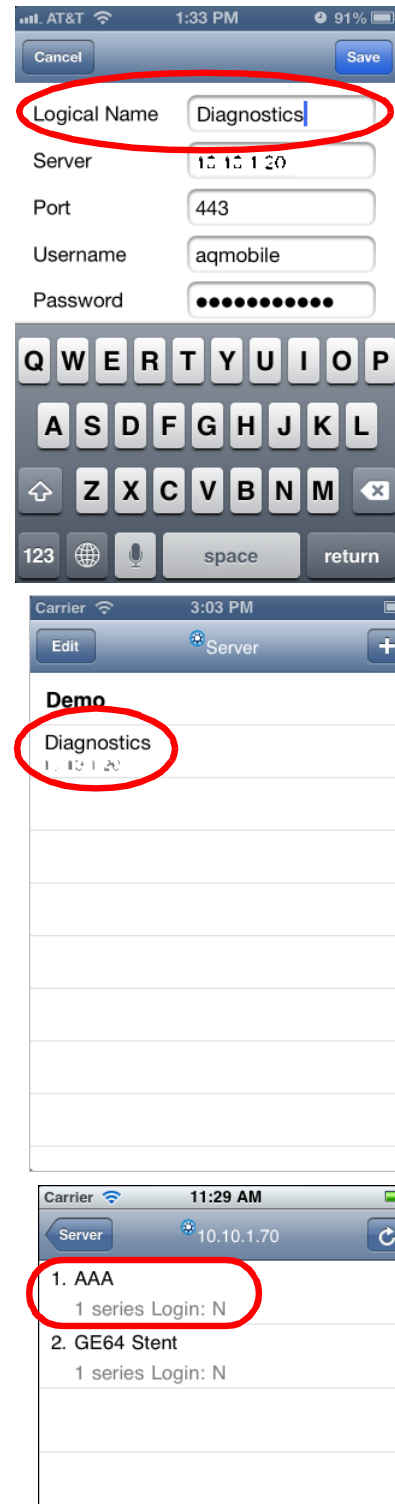 AT&T 1:33 PM 91%
Cancel Save
Logical Name Diagnostics
Server
Port 443
Username aqmobile
Password ●●●●●●●●●●●
Q W E R T Y U I O P
A S D F G H J K L
Z X C V B N M
123 space return
Carrier 3:03 PM
Edit Server +
Demo
Diagnostics
Carrier 11:29 AM
Server 10.10.1.70
1. AAA
1 series Login: N
2. GE64 Stent
1 series Login: N